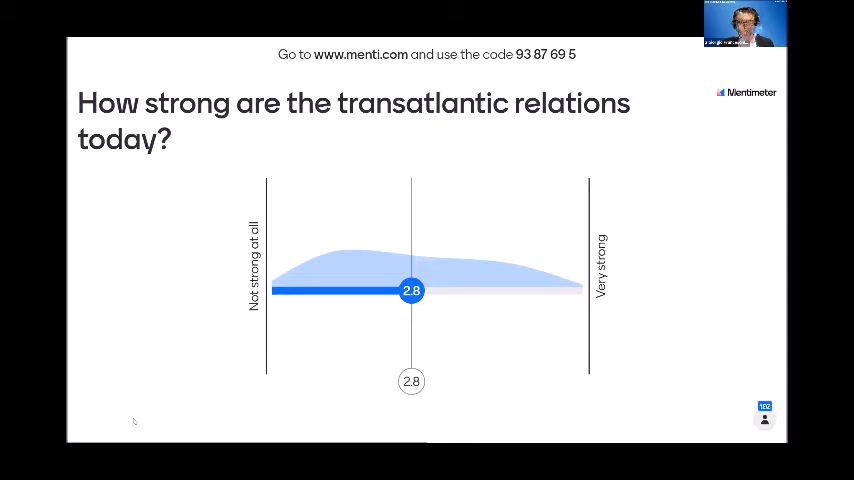 Go to www.menti.com and use the code 93 87 69 5
Mentimeter
How strong are the transatlantic relations
today?
Not strong at all
Very strong
2.8
2.8